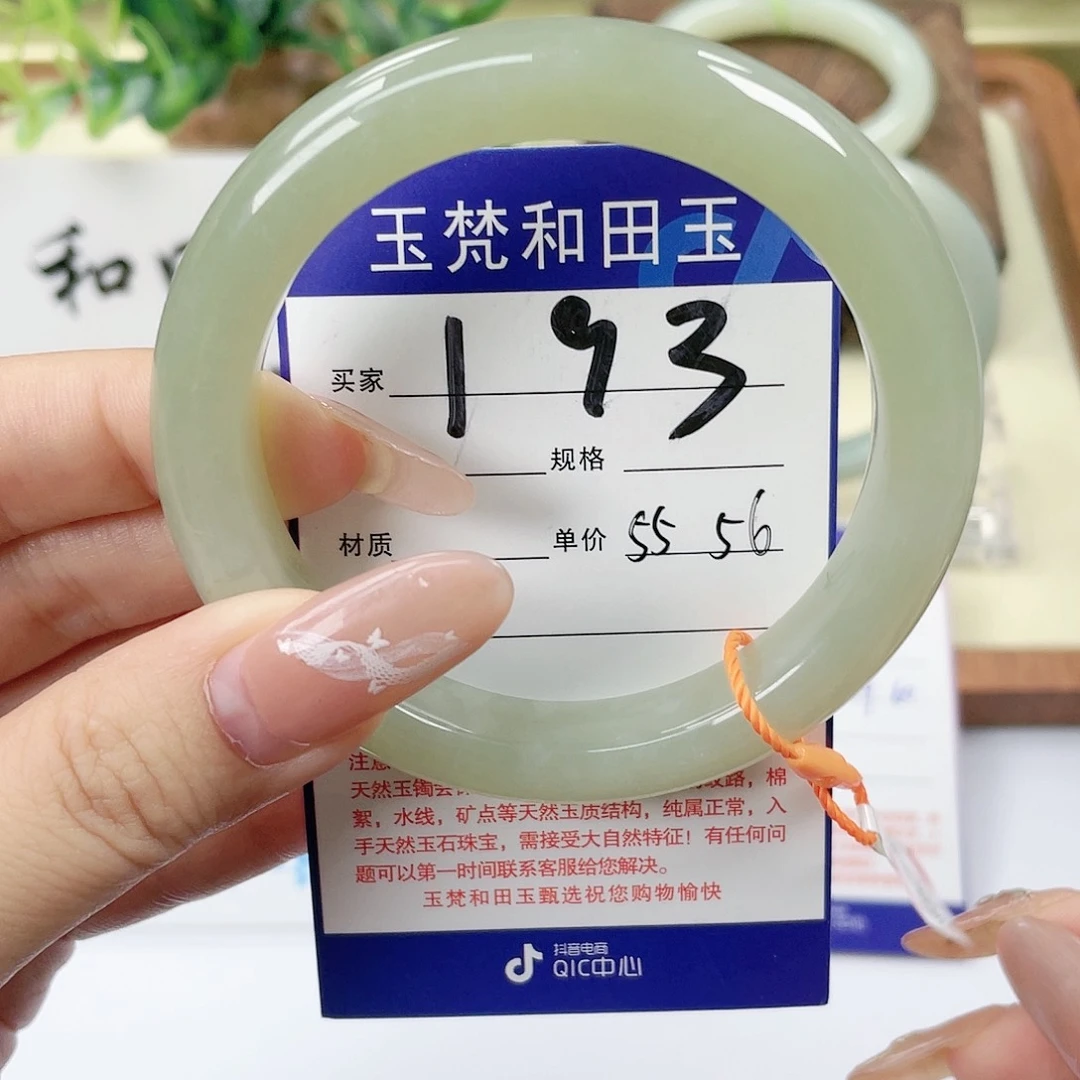 玉梵和田玉
和
买家 193
规格
材质 单价 55 56
注意
天然玉镯会 纹路，棉
絮，水线，矿点等天然玉质结构，纯属正常，入
手天然玉石珠宝，需接受大自然特征！有任何问
题可以第一时间联系客服给您解决。
玉梵和田玉甄选祝您购物愉快
抖音电商
QIC中心